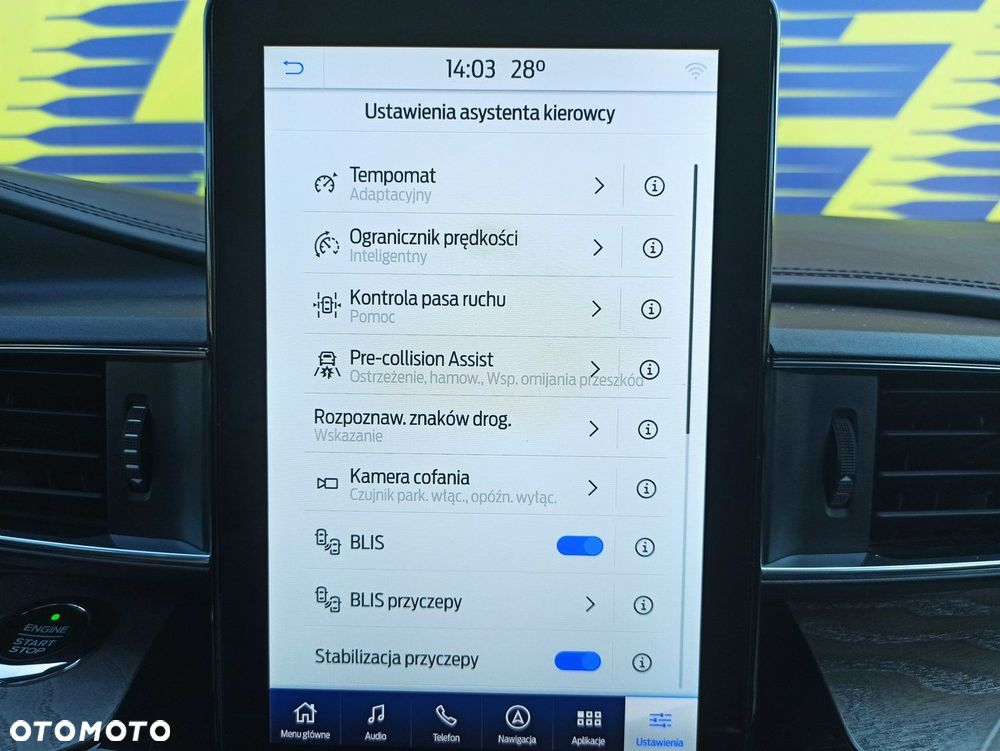 14:03 28°
Ustawienia asystenta kierowcy
Tempomat
Adaptacyjny
Ogranicznik prędkości
Inteligentny
Kontrola pasa ruchu
Pomoc
Pre-collision Assist
Ostrzeżenie, hamow., Wsp. omijania przeszkód
Rozpoznaw. znaków drog.
Wskazanie
Kamera cofania
Czujnik park. włąc., opóźn. wyłąc.
BLIS
BLIS przyczepy
Stabilizacja przyczepy
Menu główne
Audio
Telefon
Nawigacja
Aplikacje
Ustawienia
ENGINE
START
STOP
OTOMOTO